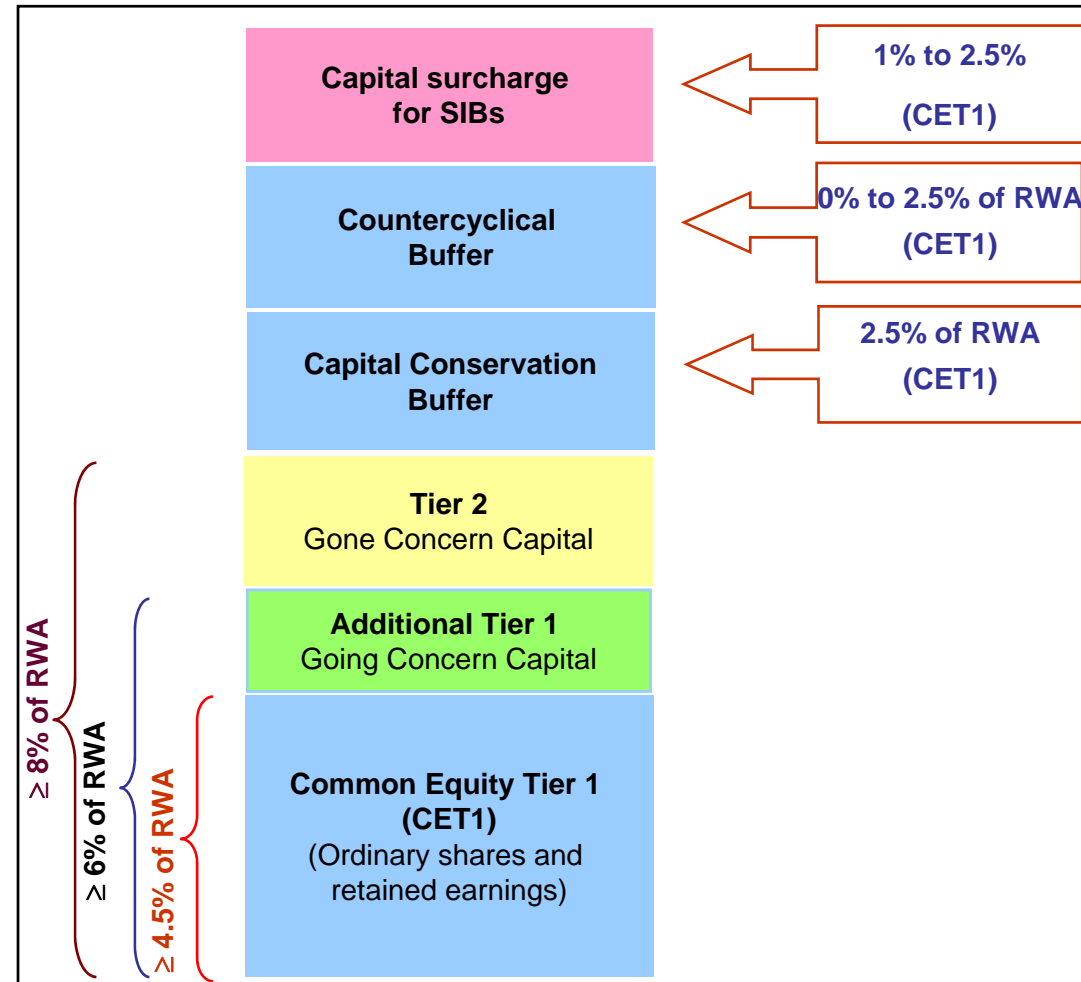 Capital surcharge
for SIBs
1% to 2.5%
(CET1)
Countercyclical
Buffer
0% to 2.5% of RWA
(CET1)
Capital Conservation
Buffer
2.5% of RWA
(CET1)
Tier 2
Gone Concern Capital
Additional Tier 1
Going Concern Capital
Common Equity Tier 1
(CET1)
(Ordinary shares and
retained earnings)
≥ 8% of RWA
≥ 6% of RWA
≥ 4.5% of RWA